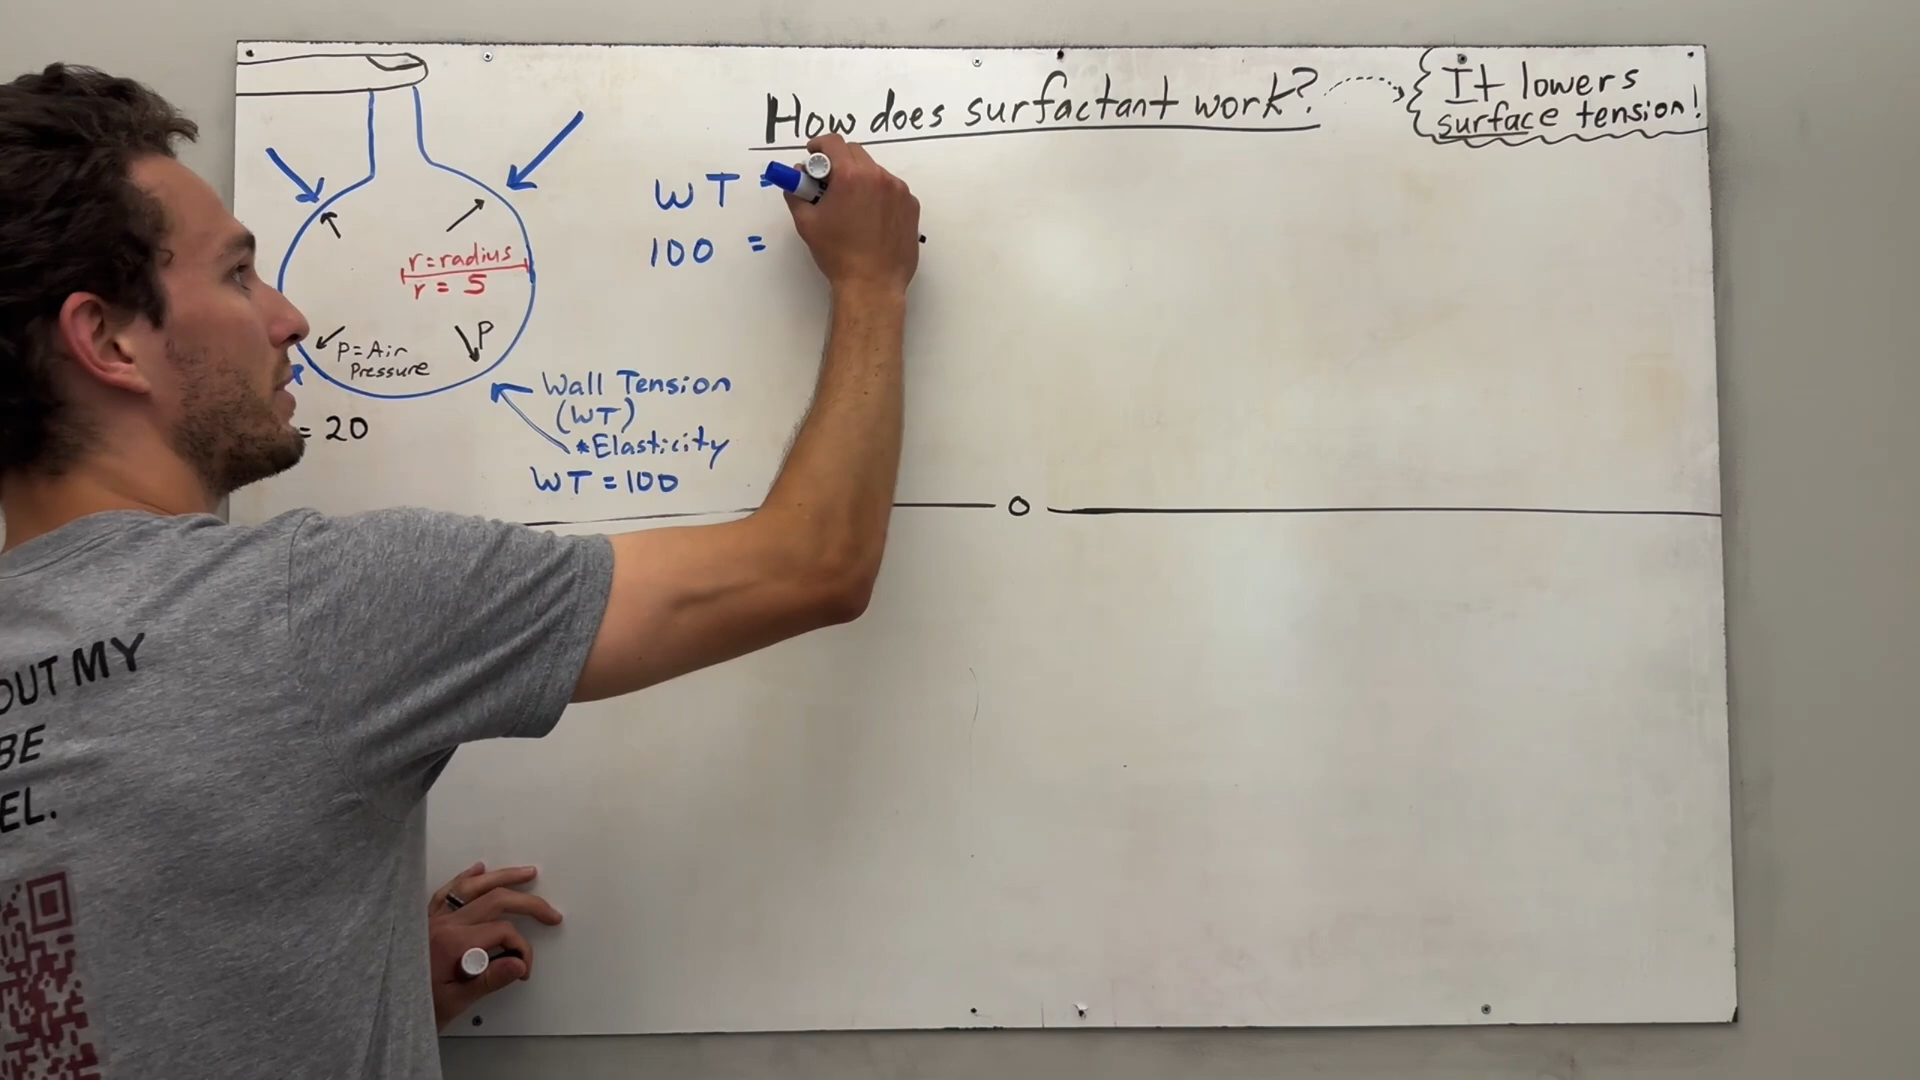 How does surfactant work?
It lowers
surface tension!
WT =
100 =
r=radius
r = 5
P
P=Air
Pressure
= 20
Wall Tension
(WT)
*Elasticity
WT = 100
OUT MY
BE
EL.